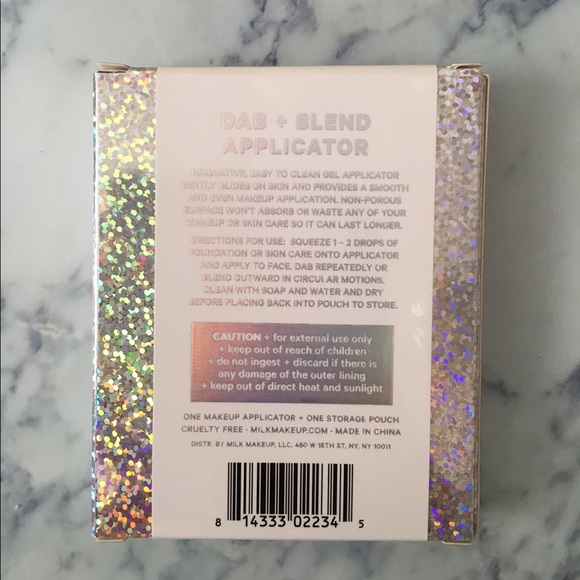 DAB + BLEND
APPLICATOR
INNOVATIVE, EASY TO CLEAN GEL APPLICATOR
GENTLY GLIDES ON SKIN AND PROVIDES A SMOOTH
AND EVEN MAKEUP APPLICATION. NON-POROUS
SURFACE WON'T ABSORB OR WASTE ANY OF YOUR
MAKEUP OR SKIN CARE SO IT CAN LAST LONGER.
DIRECTIONS FOR USE: SQUEEZE 1 - 2 DROPS OF
FOUNDATION OR SKIN CARE ONTO APPLICATOR
AND APPLY TO FACE. DAB REPEATEDLY OR
BLEND OUTWARD IN CIRCULAR MOTIONS.
CLEAN WITH SOAP AND WATER AND DRY
BEFORE PLACING BACK INTO POUCH TO STORE.
CAUTION + for external use only
+ keep out of reach of children
+ do not ingest + discard if there is
any damage of the outer lining
+ keep out of direct heat and sunlight
ONE MAKEUP APPLICATOR + ONE STORAGE POUCH
CRUELTY FREE · MILKMAKEUP.COM · MADE IN CHINA
DISTR. BY MILK MAKEUP, LLC, 450 W 15TH ST, NY, NY 10011
8 14333 02234 5